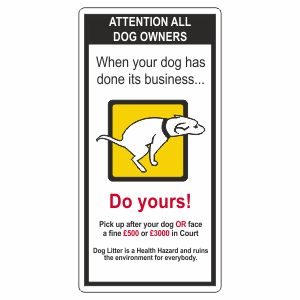 ATTENTION ALL
DOG OWNERS
When your dog has
done its business...
Do yours!
Pick up after your dog OR face
a fine £500 or £3000 in Court
Dog Litter is a Health Hazard and ruins
the environment for everybody.